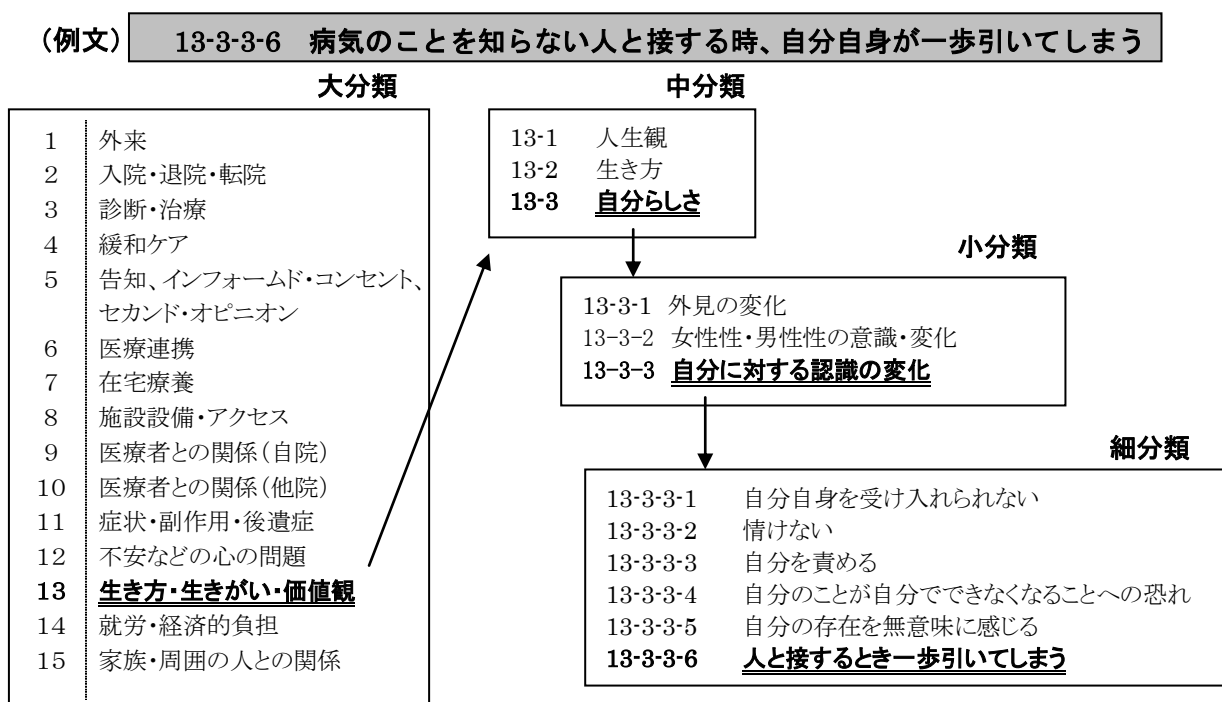 (例文) 13-3-3-6 病気のことを知らない人と接する時、自分自身が一歩引いてしまう
大分類
1 外来
2 入院・退院・転院
3 診断・治療
4 緩和ケア
5 告知、インフォームド・コンセント、
セカンド・オピニオン
6 医療連携
7 在宅療養
8 施設設備・アクセス
9 医療者との関係(自院)
10 医療者との関係(他院)
11 症状・副作用・後遺症
12 不安などの心の問題
13 生き方・生きがい・価値観
14 就労・経済的負担
15 家族・周囲の人との関係
中分類
13-1 人生観
13-2 生き方
13-3 自分らしさ
小分類
13-3-1 外見の変化
13-3-2 女性性・男性性の意識・変化
13-3-3 自分に対する認識の変化
細分類
13-3-3-1 自分自身を受け入れられない
13-3-3-2 情けない
13-3-3-3 自分を責める
13-3-3-4 自分のことが自分でできなくなることへの恐れ
13-3-3-5 自分の存在を無意味に感じる
13-3-3-6 人と接するとき一歩引いてしまう